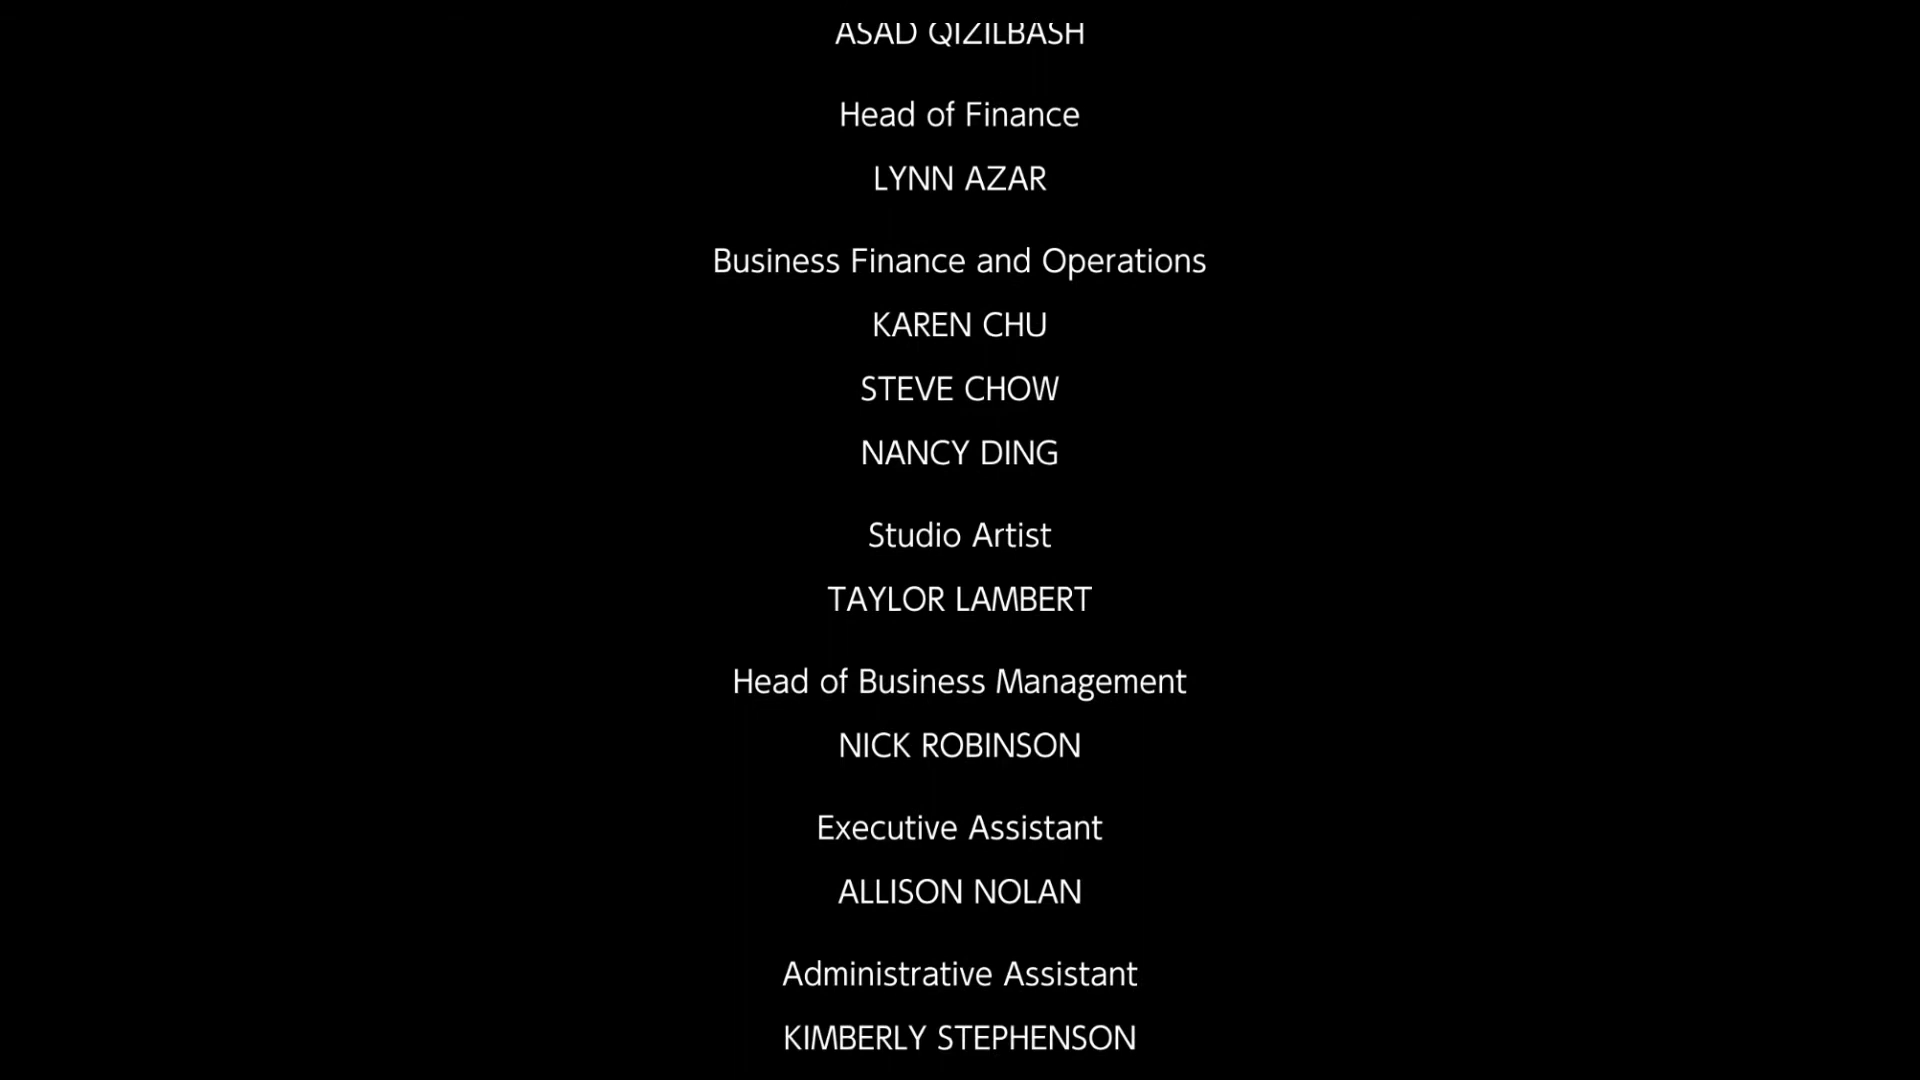 ASAD QIZILBASH
Head of Finance
LYNN AZAR
Business Finance and Operations
KAREN CHU
STEVE CHOW
NANCY DING
Studio Artist
TAYLOR LAMBERT
Head of Business Management
NICK ROBINSON
Executive Assistant
ALLISON NOLAN
Administrative Assistant
KIMBERLY STEPHENSON